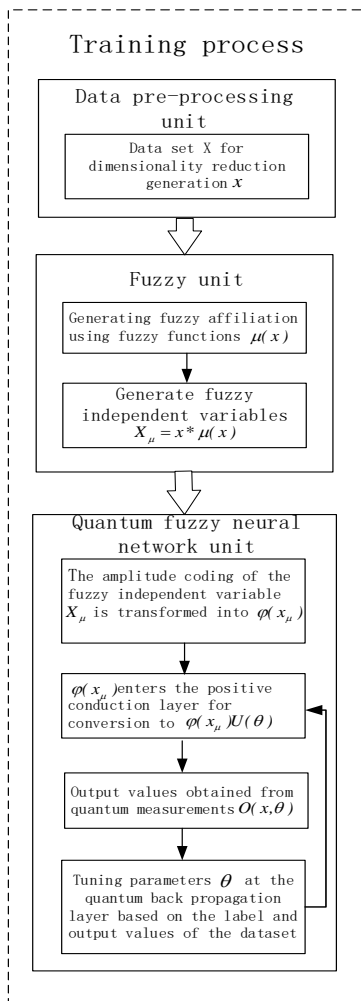 Training process
Data pre-processing
unit
Data set X for
dimensionality reduction
generation x
Fuzzy unit
Generating fuzzy affiliation
using fuzzy functions μ(x)
Generate fuzzy
independent variables
X_μ = x* μ(x)
Quantum fuzzy neural
network unit
The amplitude coding of the
fuzzy independent variable
X_μ is transformed into φ(x_μ)
φ(x_μ)enters the positive
conduction layer for
conversion to φ(x_μ)U(θ)
Output values obtained from
quantum measurements O(x,θ)
Tuning parameters θ at the
quantum back propagation
layer based on the label and
output values of the dataset